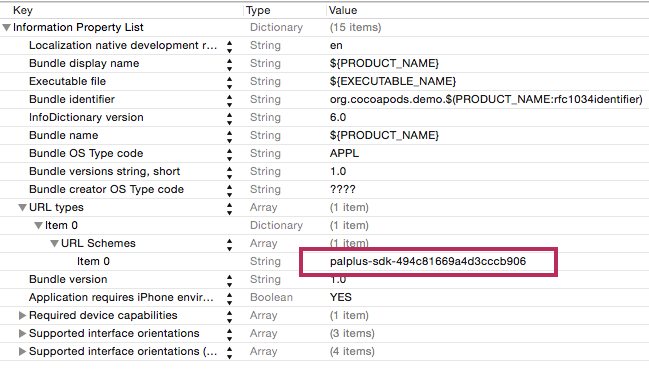 Key Type Value
Information Property List Dictionary (15 items)
Localization native development r... String en
Bundle display name String ${PRODUCT_NAME}
Executable file String ${EXECUTABLE_NAME}
Bundle identifier String org.cocoapods.demo.$(PRODUCT_NAME:rfc1034identifier)
InfoDictionary version String 6.0
Bundle name String ${PRODUCT_NAME}
Bundle OS Type code String APPL
Bundle versions string, short String 1.0
Bundle creator OS Type code String ????
URL types Array (1 item)
Item 0 Dictionary (1 item)
URL Schemes Array (1 item)
Item 0 String palplus-sdk-494c81669a4d3cccb906
Bundle version String 1.0
Application requires iPhone envir... Boolean YES
Required device capabilities Array (1 item)
Supported interface orientations Array (3 items)
Supported interface orientations (... Array (4 items)